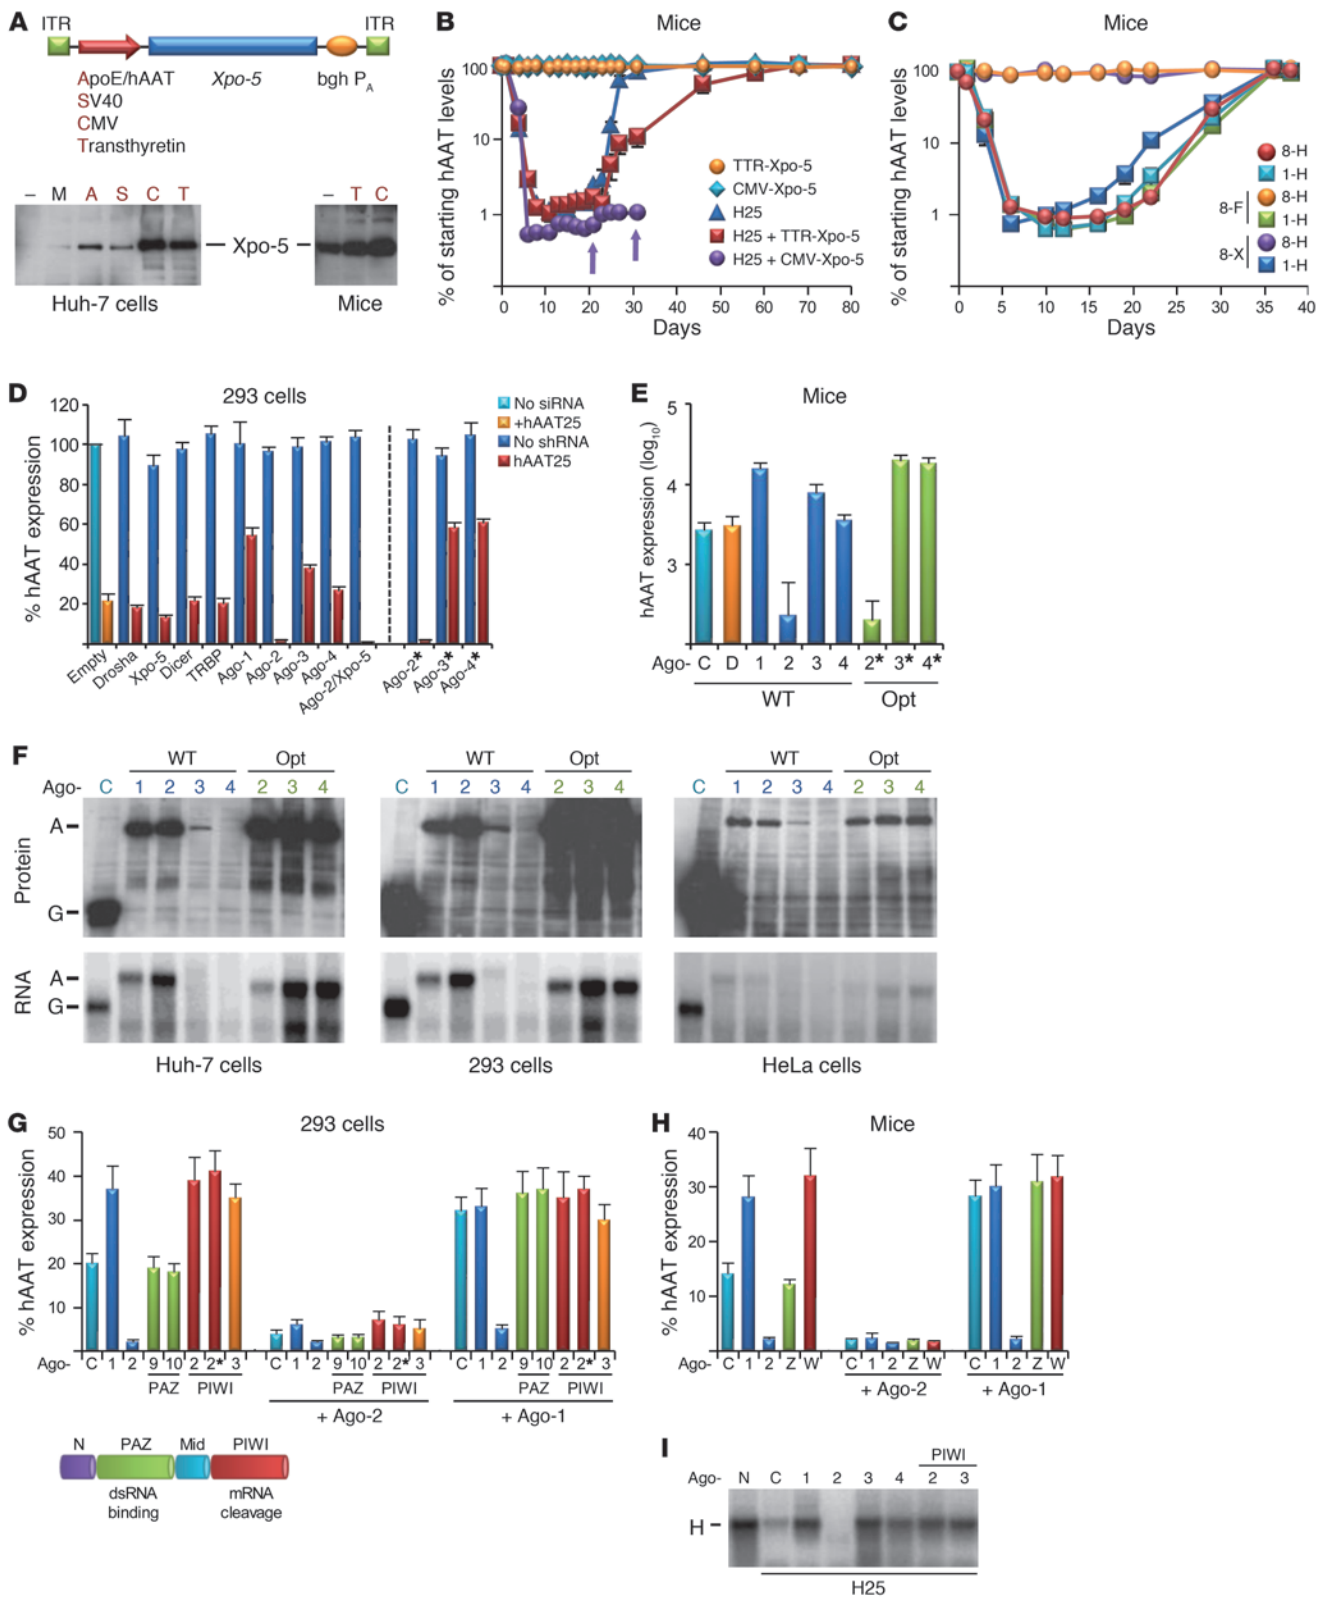 A
ITR
ITR
ApoE/hAAT
Xpo-5
bgh PA
SV40
CMV
Transthyretin
– M A S C T
– T C
Xpo-5
Huh-7 cells
Mice
B
Mice
% of starting hAAT levels
100
10
1
0 10 20 30 40 50 60 70 80
Days
TTR-Xpo-5
CMV-Xpo-5
H25
H25 + TTR-Xpo-5
H25 + CMV-Xpo-5
C
Mice
% of starting hAAT levels
100
10
1
0 5 10 15 20 25 30 35 40
Days
8-H
1-H
8-F
8-H
1-H
8-X
8-H
1-H
D
293 cells
% hAAT expression
120
100
80
60
40
20
Empty
Drosha
Xpo-5
Dicer
TRBP
Ago-1
Ago-2
Ago-3
Ago-4
Ago-2/Xpo-5
Ago-2*
Ago-3*
Ago-4*
No siRNA
+hAAT25
No shRNA
hAAT25
E
Mice
hAAT expression (log10)
5
4
3
Ago- C D 1 2 3 4 2* 3* 4*
WT
Opt
F
WT Opt
WT Opt
WT Opt
Ago- C 1 2 3 4 2 3 4
C 1 2 3 4 2 3 4
C 1 2 3 4 2 3 4
Protein
A
G
RNA
A
G
Huh-7 cells
293 cells
HeLa cells
G
293 cells
% hAAT expression
50
40
30
20
10
Ago- C 1 2 9 10 2 2* 3 C 1 2 9 10 2 2* 3 C 1 2 9 10 2 2* 3
PAZ PIWI PAZ PIWI PAZ PIWI
+ Ago-2
+ Ago-1
N PAZ Mid PIWI
dsRNA binding
mRNA cleavage
H
Mice
% hAAT expression
40
30
20
10
Ago- C 1 2 Z W C 1 2 Z W C 1 2 Z W
+ Ago-2
+ Ago-1
I
PIWI
Ago- N C 1 2 3 4 2 3
H
H25